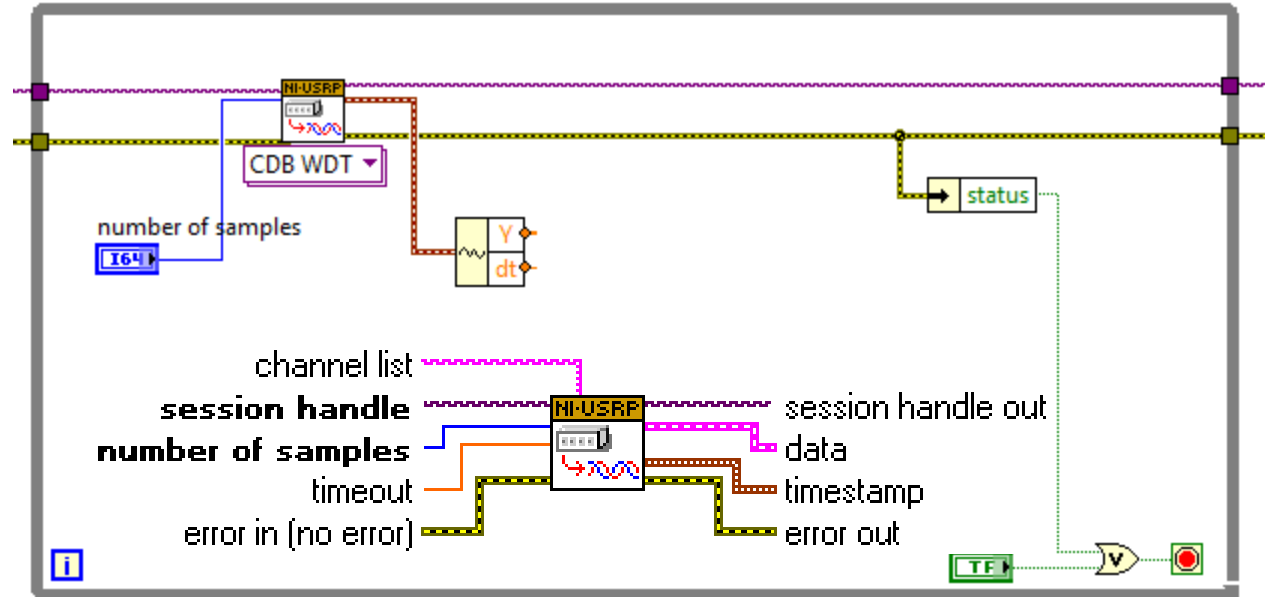 NI-USRP
CDB WDT
status
number of samples
I64
Y
dt
channel list
session handle
NI-USRP
session handle out
number of samples
data
timeout
timestamp
error in (no error)
error out
i
TF
V